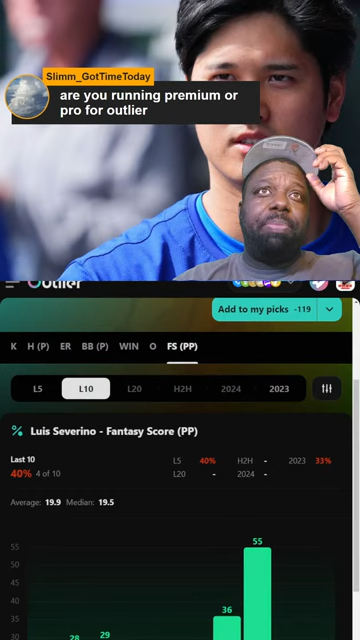 Slimm_GotTimeToday
are you running premium or
pro for outlier
Outlier
Add to my picks -119
K H (P) ER BB (P) WIN O FS (PP)
L5 L10 L20 H2H 2024 2023
Luis Severino - Fantasy Score (PP)
Last 10
40% 4 of 10
L5 40% H2H - 2023 33%
L20 - 2024 -
Average: 19.9 Median: 19.5
55
55
50
45
40
36
35
30
28
29